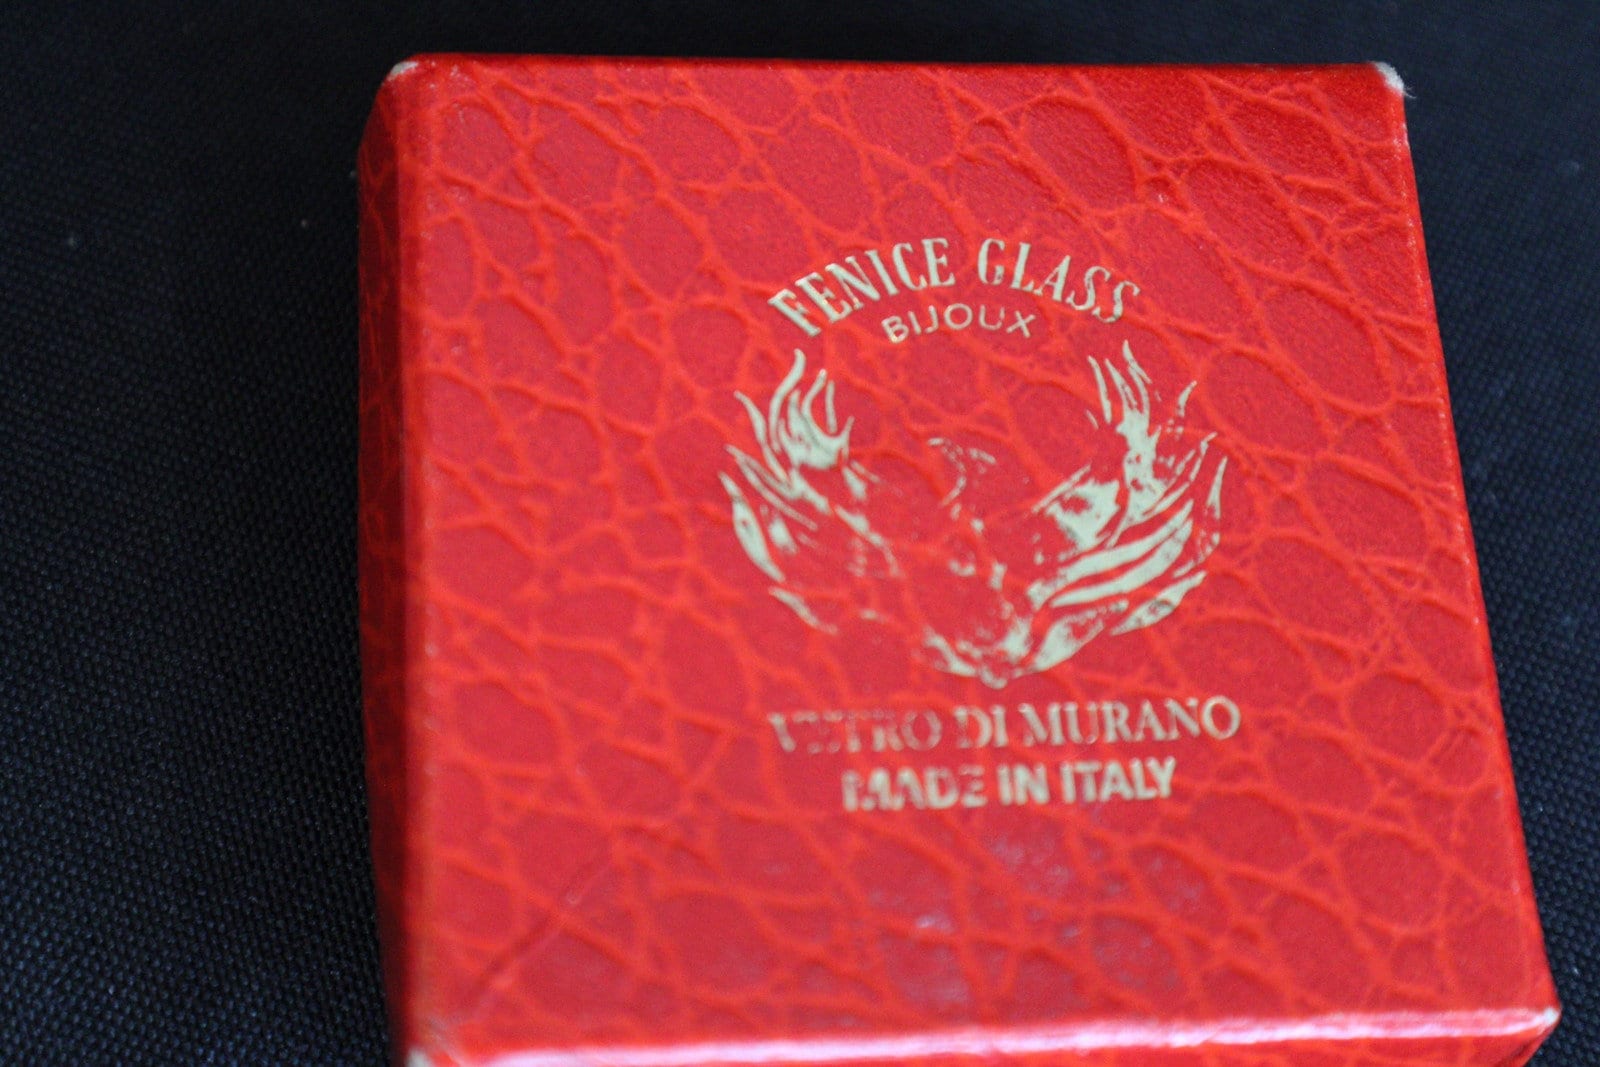 FENICE GLASS
BIJOUX
VETRO DI MURANO
MADE IN ITALY